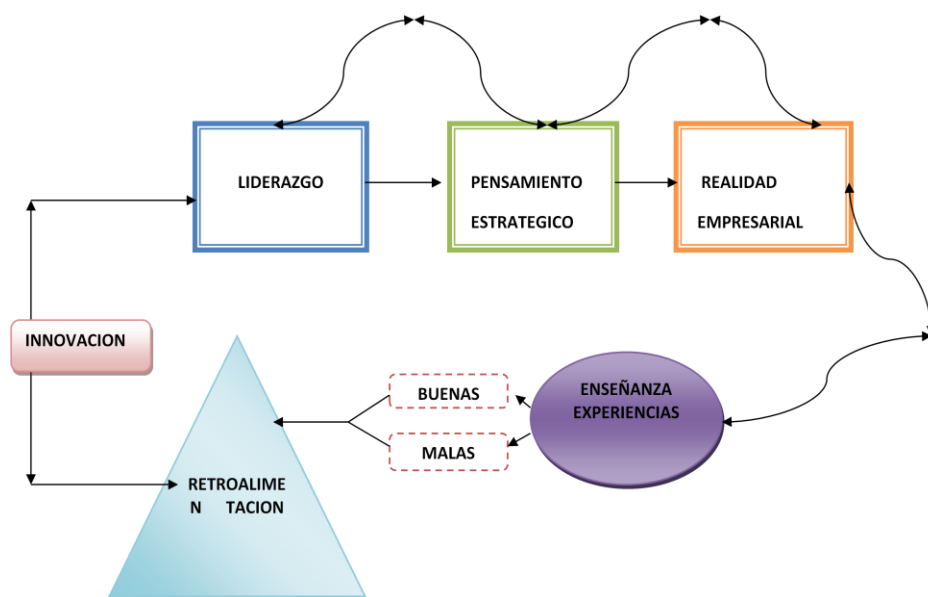 LIDERAZGO
PENSAMIENTO
ESTRATEGICO
REALIDAD
EMPRESARIAL
INNOVACION
ENSEÑANZA
EXPERIENCIAS
BUENAS
MALAS
RETROALIME
N TACION